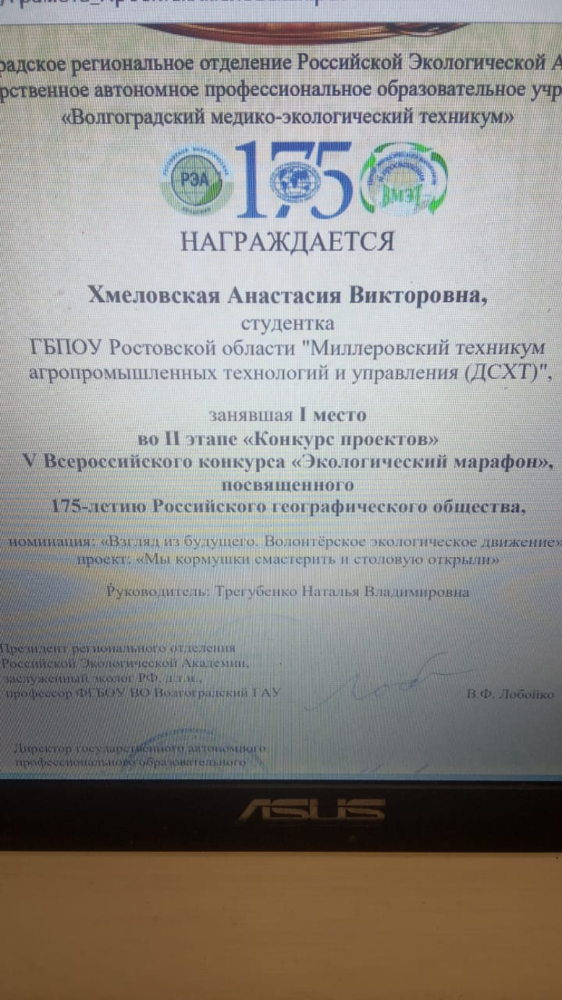 радское региональное отделение Российской Экологической А
рственное автономное профессиональное образовательное учр
«Волгоградский медико-экологический техникум»
РЭА 175 ВМЭТ
НАГРАЖДАЕТСЯ
Хмеловская Анастасия Викторовна,
студентка
ГБПОУ Ростовской области "Миллеровский техникум
агропромышленных технологий и управления (ДСХТ)",
занявшая I место
во II этапе «Конкурс проектов»
V Всероссийского конкурса «Экологический марафон»,
посвященного
175-летию Российского географического общества,
номинация: «Взгляд из будущего. Волонтёрское экологическое движение»
проект: «Мы кормушки смастерить и столовую открыли»
Руководитель: Трегубенко Наталья Владимировна
Президент регионального отделения
Российской Экологической Академии,
заслуженный эколог РФ, д.т.н.,
профессор ФГБОУ ВО Волгоградский ГАУ
В.Ф. Лобойко
Директор государственного автономного
профессионального образовательного
ASUS